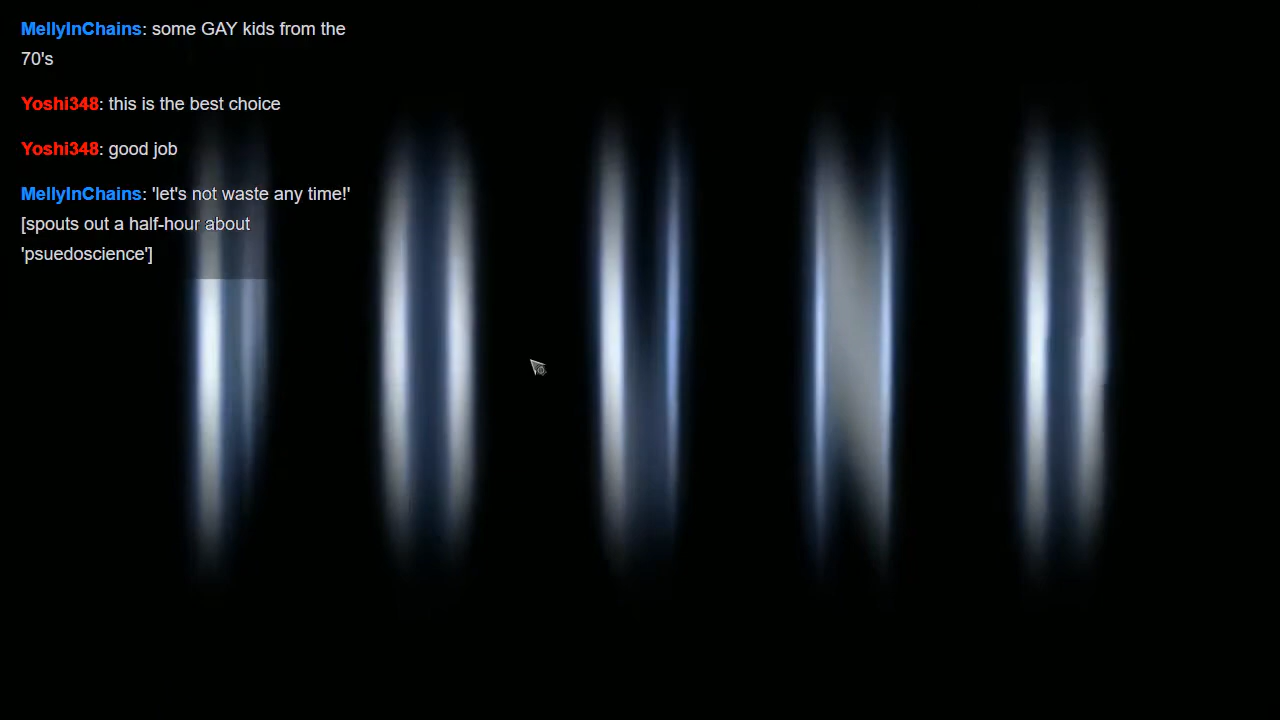 MellyInChains: some GAY kids from the
70's
Yoshi348: this is the best choice
Yoshi348: good job
MellyInChains: 'let's not waste any time!'
[spouts out a half-hour about
'psuedoscience']